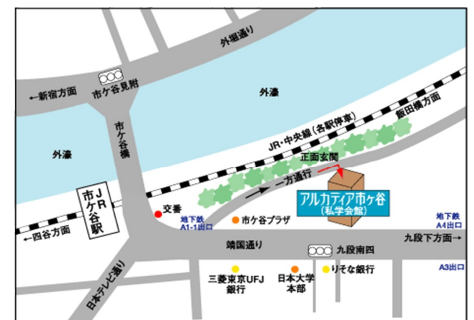 外堀通り
市ケ谷見附
←新宿方面
外濠
市ケ谷橋
JR・中央線（各駅停車）
飯田橋方面
外濠
正面玄関
←一方通行
アルカディア市ヶ谷
(私学会館)
JR
市ケ谷駅
交番
地下鉄
A1-1出口
市ケ谷プラザ
地下鉄
A4出口
←四谷方面
靖国通り
九段南四
九段下方面→
日本テレビ通り
三菱東京UFJ
銀行
日本大学
本部
りそな銀行
A3出口